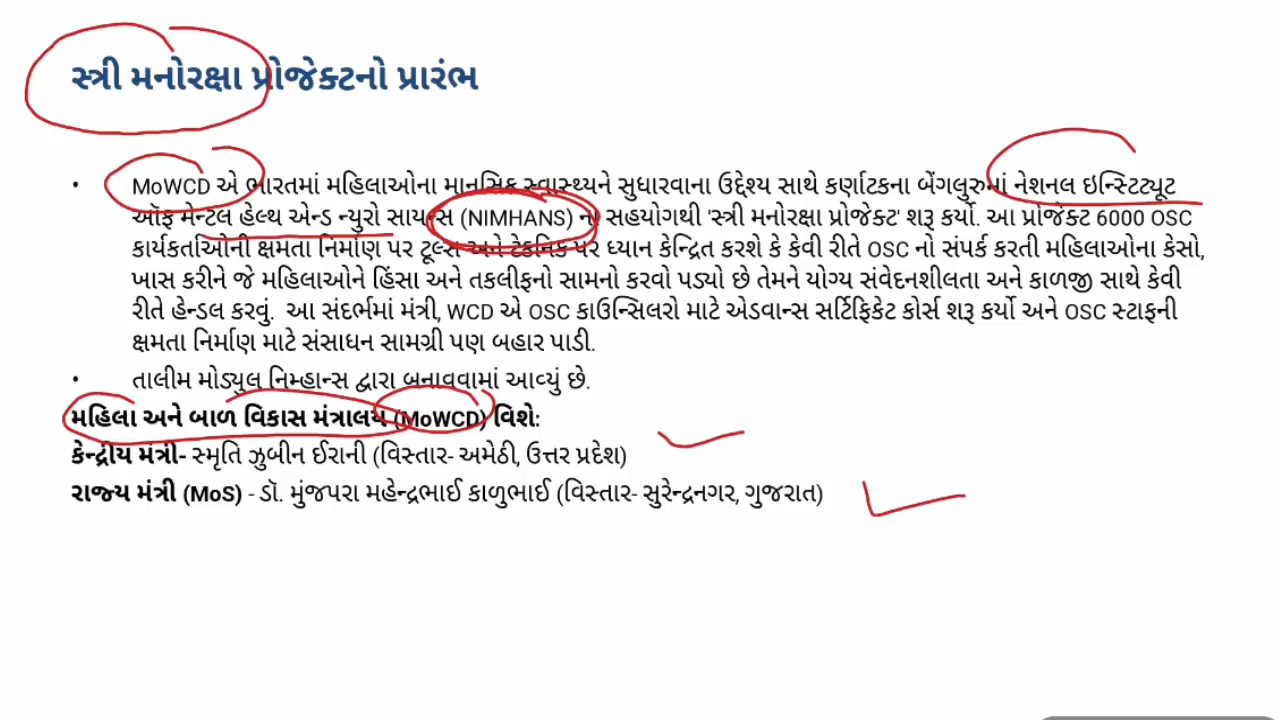 સ્ત્રી મનોરક્ષા પ્રોજેક્ટનો પ્રારંભ
• MoWCD એ ભારતમાં મહિલાઓના માનસિક સ્વાસ્થ્યને સુધારવાના ઉદ્દેશ્ય સાથે કર્ણાટકના બેંગલુરુમાં નેશનલ ઇન્સ્ટિટ્યૂટ
ઑફ મેન્ટલ હેલ્થ એન્ડ ન્યુરો સાયન્સ (NIMHANS) ના સહયોગથી 'સ્ત્રી મનોરક્ષા પ્રોજેક્ટ' શરૂ કર્યો. આ પ્રોજેક્ટ 6000 OSC
કાર્યકર્તાઓની ક્ષમતા નિર્માણ પર ટૂલ્સ અને ટેકનિક પર ધ્યાન કેન્દ્રિત કરશે કે કેવી રીતે OSC નો સંપર્ક કરતી મહિલાઓના કેસો,
ખાસ કરીને જે મહિલાઓને હિંસા અને તકલીફનો સામનો કરવો પડ્યો છે તેમને યોગ્ય સંવેદનશીલતા અને કાળજી સાથે કેવી
રીતે હેન્ડલ કરવું. આ સંદર્ભમાં મંત્રી, WCD એ OSC કાઉન્સિલરો માટે એડવાન્સ સર્ટિફિકેટ કોર્સ શરૂ કર્યો અને OSC સ્ટાફની
ક્ષમતા નિર્માણ માટે સંસાધન સામગ્રી પણ બહાર પાડી.
• તાલીમ મોડ્યુલ નિમ્હાન્સ દ્વારા બનાવવામાં આવ્યું છે.
મહિલા અને બાળ વિકાસ મંત્રાલય (MoWCD) વિશે:
કેન્દ્રીય મંત્રી- સ્મૃતિ ઝુબીન ઈરાની (વિસ્તાર- અમેઠી, ઉત્તર પ્રદેશ)
રાજ્ય મંત્રી (MoS) - ડૉ. મુંજપરા મહેન્દ્રભાઈ કાળુભાઈ (વિસ્તાર- સુરેન્દ્રનગર, ગુજરાત)